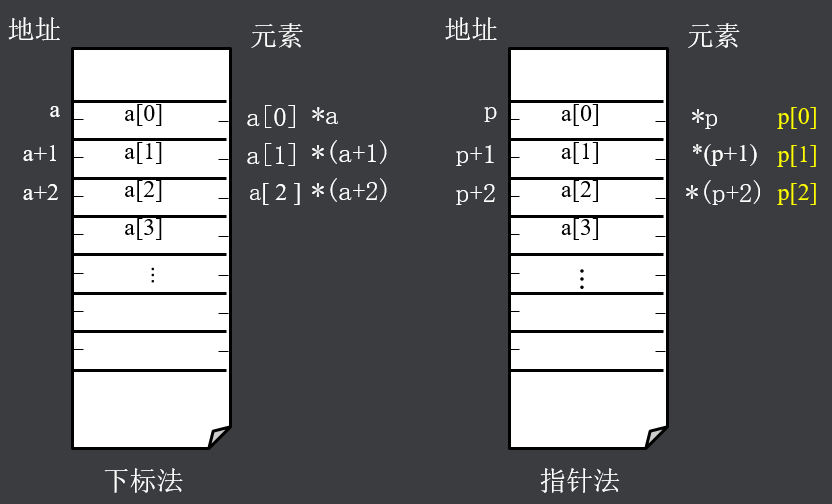 地址 元素
a a[0] a[0] *a
a+1 a[1] a[1] *(a+1)
a+2 a[2] a[2] *(a+2)
a[3]
⋮
下标法
地址 元素
p a[0] *p p[0]
p+1 a[1] *(p+1) p[1]
p+2 a[2] *(p+2) p[2]
a[3]
⋮
指针法